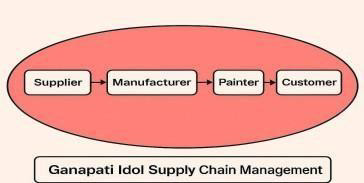 Supplier
Manufacturer
Painter
Customer
Ganapati Idol Supply Chain Management